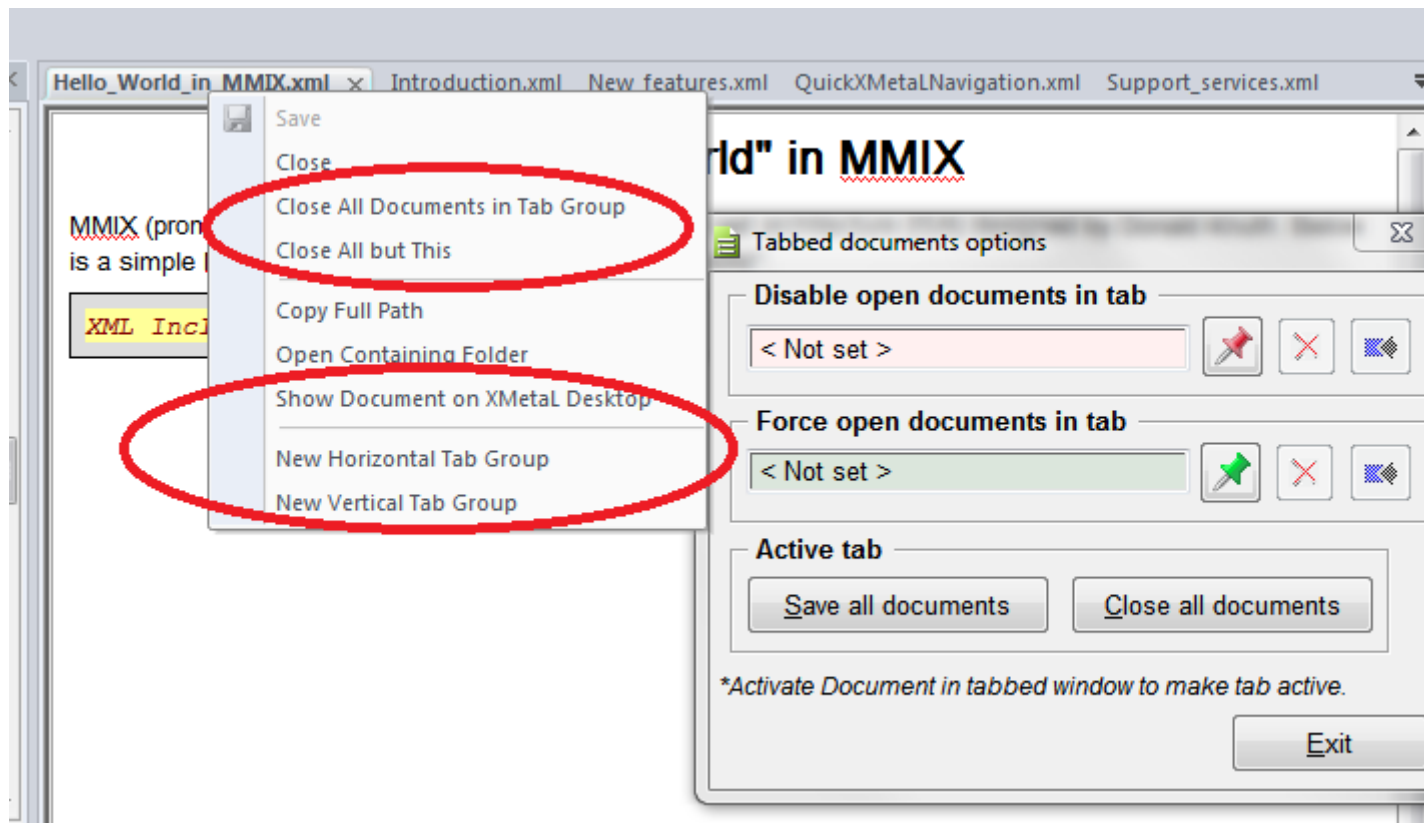 Hello_World_in_MMIX.xml Introduction.xml New_features.xml QuickXMetaLNavigation.xml Support_services.xml
Save
Close
Close All Documents in Tab Group
Close All but This
Copy Full Path
Open Containing Folder
Show Document on XMetaL Desktop
New Horizontal Tab Group
New Vertical Tab Group
rld" in MMIX
MMIX (pron
is a simple
XML Incl
Tabbed documents options
Disable open documents in tab
< Not set >
Force open documents in tab
< Not set >
Active tab
Save all documents Close all documents
*Activate Document in tabbed window to make tab active.
Exit